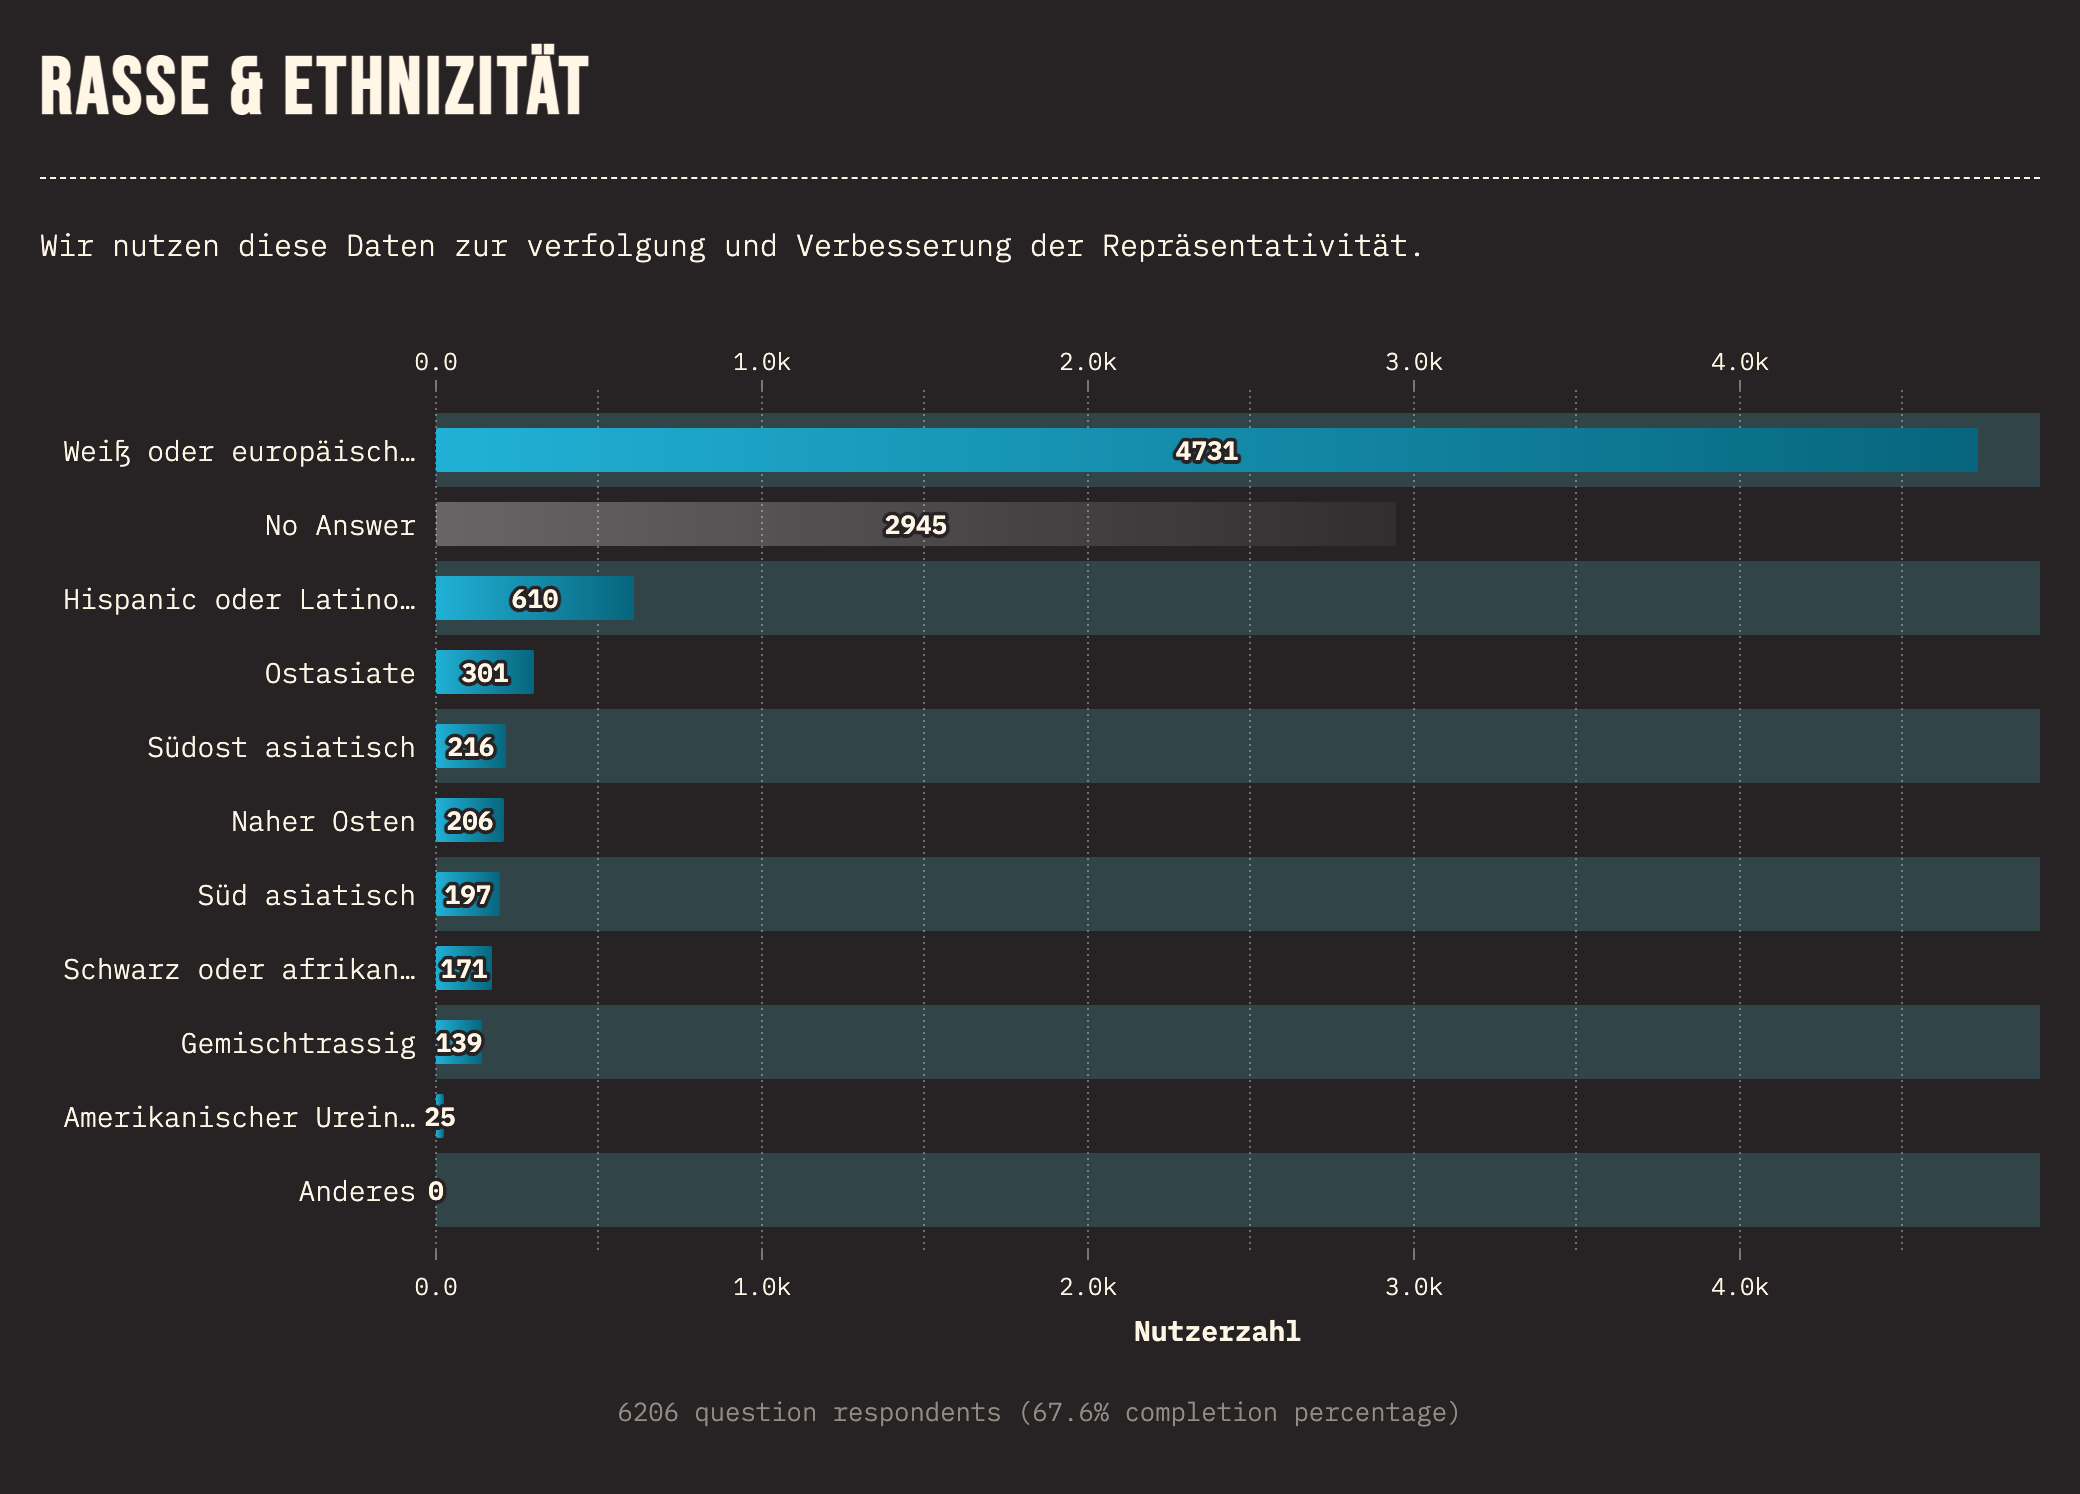 RASSE & ETHNIZITÄT
Wir nutzen diese Daten zur verfolgung und Verbesserung der Repräsentativität.
0.0 1.0k 2.0k 3.0k 4.0k
Weiß oder europäisch… 4731
No Answer 2945
Hispanic oder Latino… 610
Ostasiate 301
Südost asiatisch 216
Naher Osten 206
Süd asiatisch 197
Schwarz oder afrikan… 171
Gemischtrassig 139
Amerikanischer Urein… 25
Anderes 0
0.0 1.0k 2.0k 3.0k 4.0k
Nutzerzahl
6206 question respondents (67.6% completion percentage)